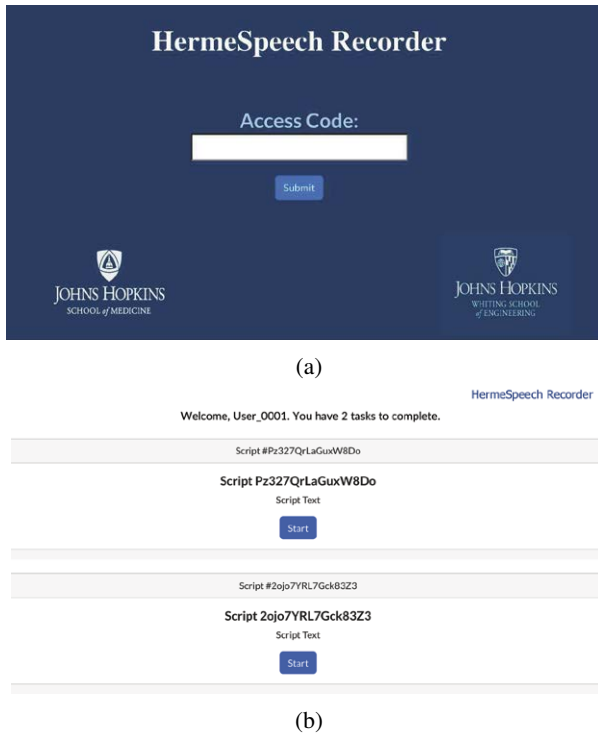 HermeSpeech Recorder
Access Code:
Submit
JOHNS HOPKINS
SCHOOL of MEDICINE
JOHNS HOPKINS
WHITING SCHOOL
of ENGINEERING
(a)
HermeSpeech Recorder
Welcome, User_0001. You have 2 tasks to complete.
Script #Pz327QrLaGuxW8Do
Script Pz327QrLaGuxW8Do
Script Text
Start
Script #2ojo7YRL7Gck83Z3
Script 2ojo7YRL7Gck83Z3
Script Text
Start
(b)